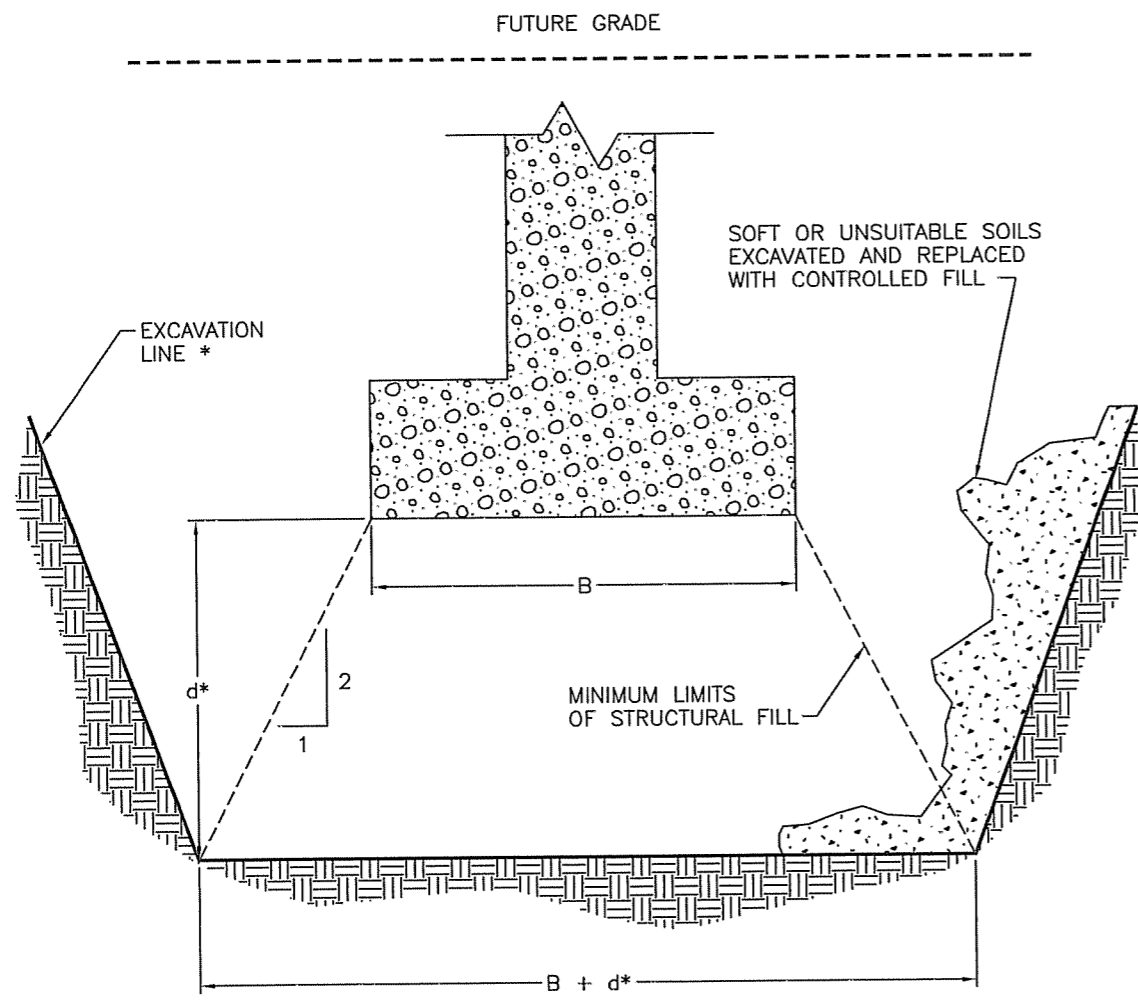 FUTURE GRADE
SOFT OR UNSUITABLE SOILS
EXCAVATED AND REPLACED
WITH CONTROLLED FILL
EXCAVATION
LINE *
B
d*
2
1
MINIMUM LIMITS
OF STRUCTURAL FILL
B + d*